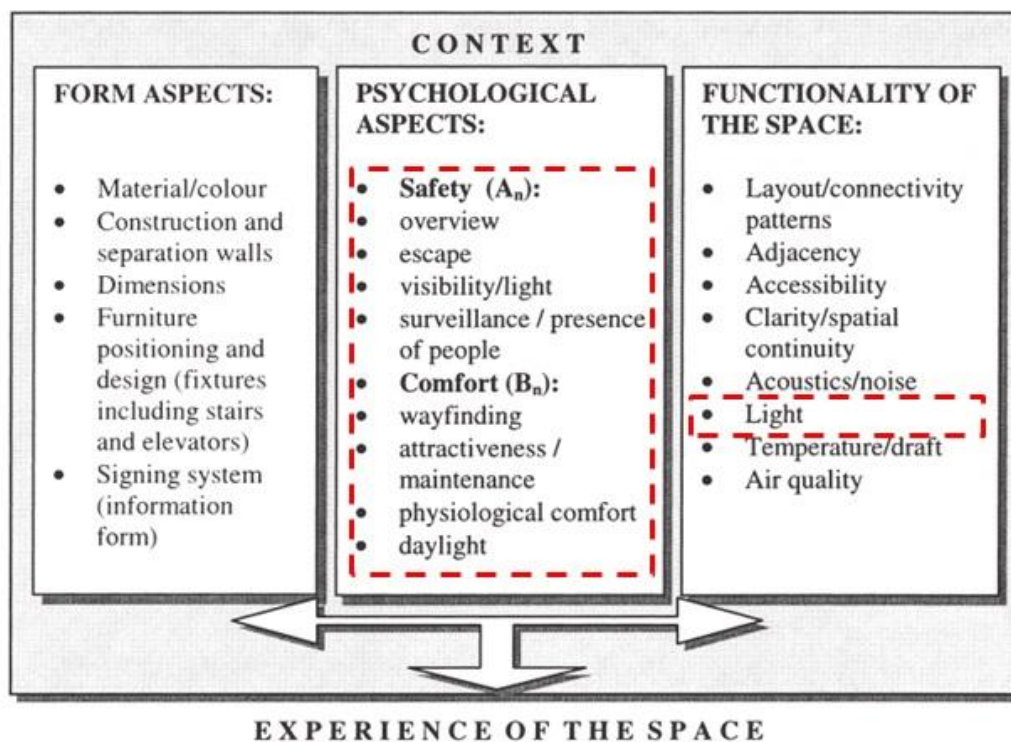 CONTEXT
FORM ASPECTS:
• Material/colour
• Construction and
separation walls
• Dimensions
• Furniture
positioning and
design (fixtures
including stairs
and elevators)
• Signing system
(information
form)
PSYCHOLOGICAL
ASPECTS:
• Safety (Aₙ):
• overview
• escape
• visibility/light
• surveillance / presence
of people
• Comfort (Bₙ):
• wayfinding
• attractiveness /
maintenance
• physiological comfort
• daylight
FUNCTIONALITY OF
THE SPACE:
• Layout/connectivity
patterns
• Adjacency
• Accessibility
• Clarity/spatial
continuity
• Acoustics/noise
• Light
• Temperature/draft
• Air quality
EXPERIENCE OF THE SPACE